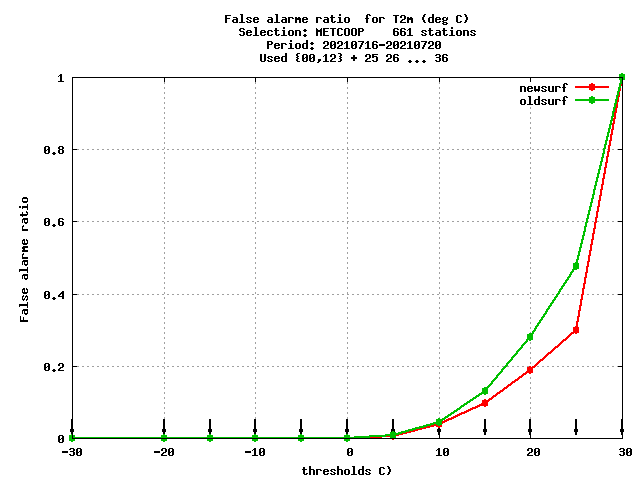 False alarme ratio  for T2m (deg C)
Selection: METCOOP    661 stations
Period: 20210716-20210720
Used {00,12} + 25 26 ... 36
newsurf
oldsurf
False alarme ratio
1
0.8
0.6
0.4
0.2
0
-30 -20 -10 0 10 20 30
thresholds C)